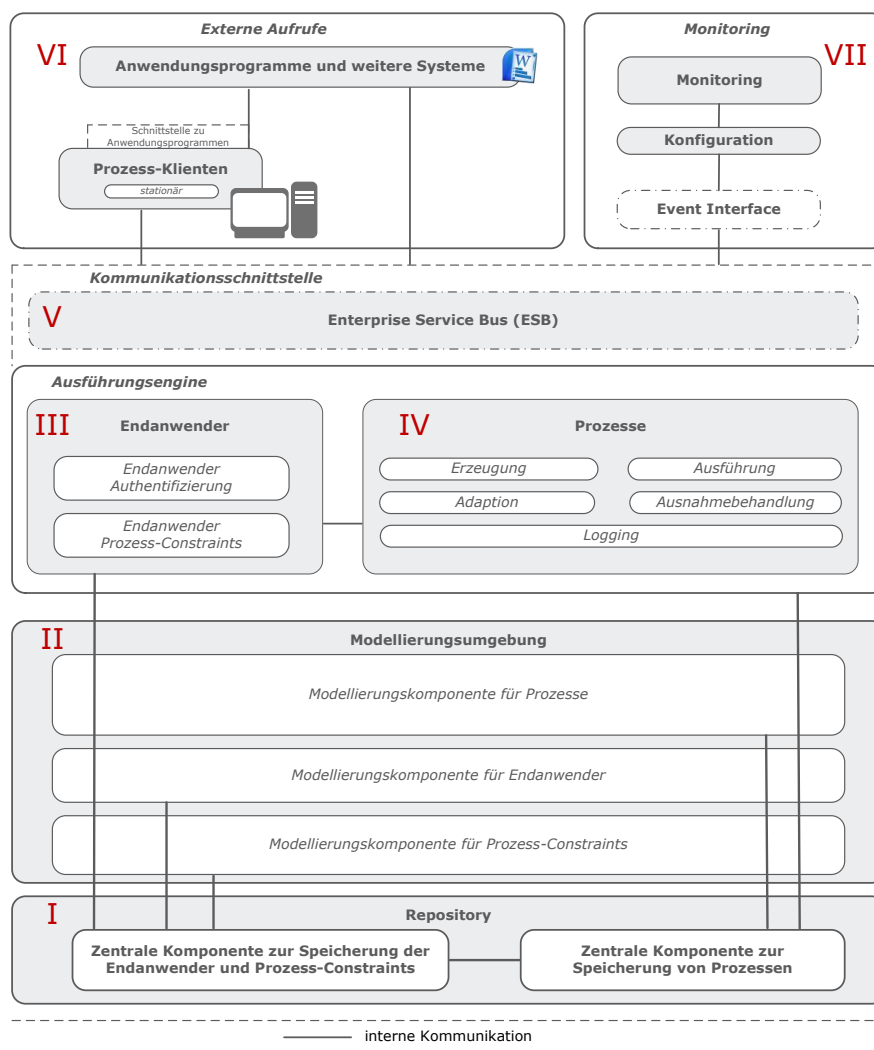 Externe Aufrufe
VI
Anwendungsprogramme und weitere Systeme
W
Schnittstelle zu
Anwendungsprogrammen
Prozess-Klienten
stationär
Monitoring
VII
Monitoring
Konfiguration
Event Interface
Kommunikationsschnittstelle
V
Enterprise Service Bus (ESB)
Ausführungsengine
III
Endanwender
Endanwender
Authentifizierung
Endanwender
Prozess-Constraints
IV
Prozesse
Erzeugung
Ausführung
Adaption
Ausnahmebehandlung
Logging
II
Modellierungsumgebung
Modellierungskomponente für Prozesse
Modellierungskomponente für Endanwender
Modellierungskomponente für Prozess-Constraints
I
Repository
Zentrale Komponente zur Speicherung der
Endanwender und Prozess-Constraints
Zentrale Komponente zur
Speicherung von Prozessen
interne Kommunikation